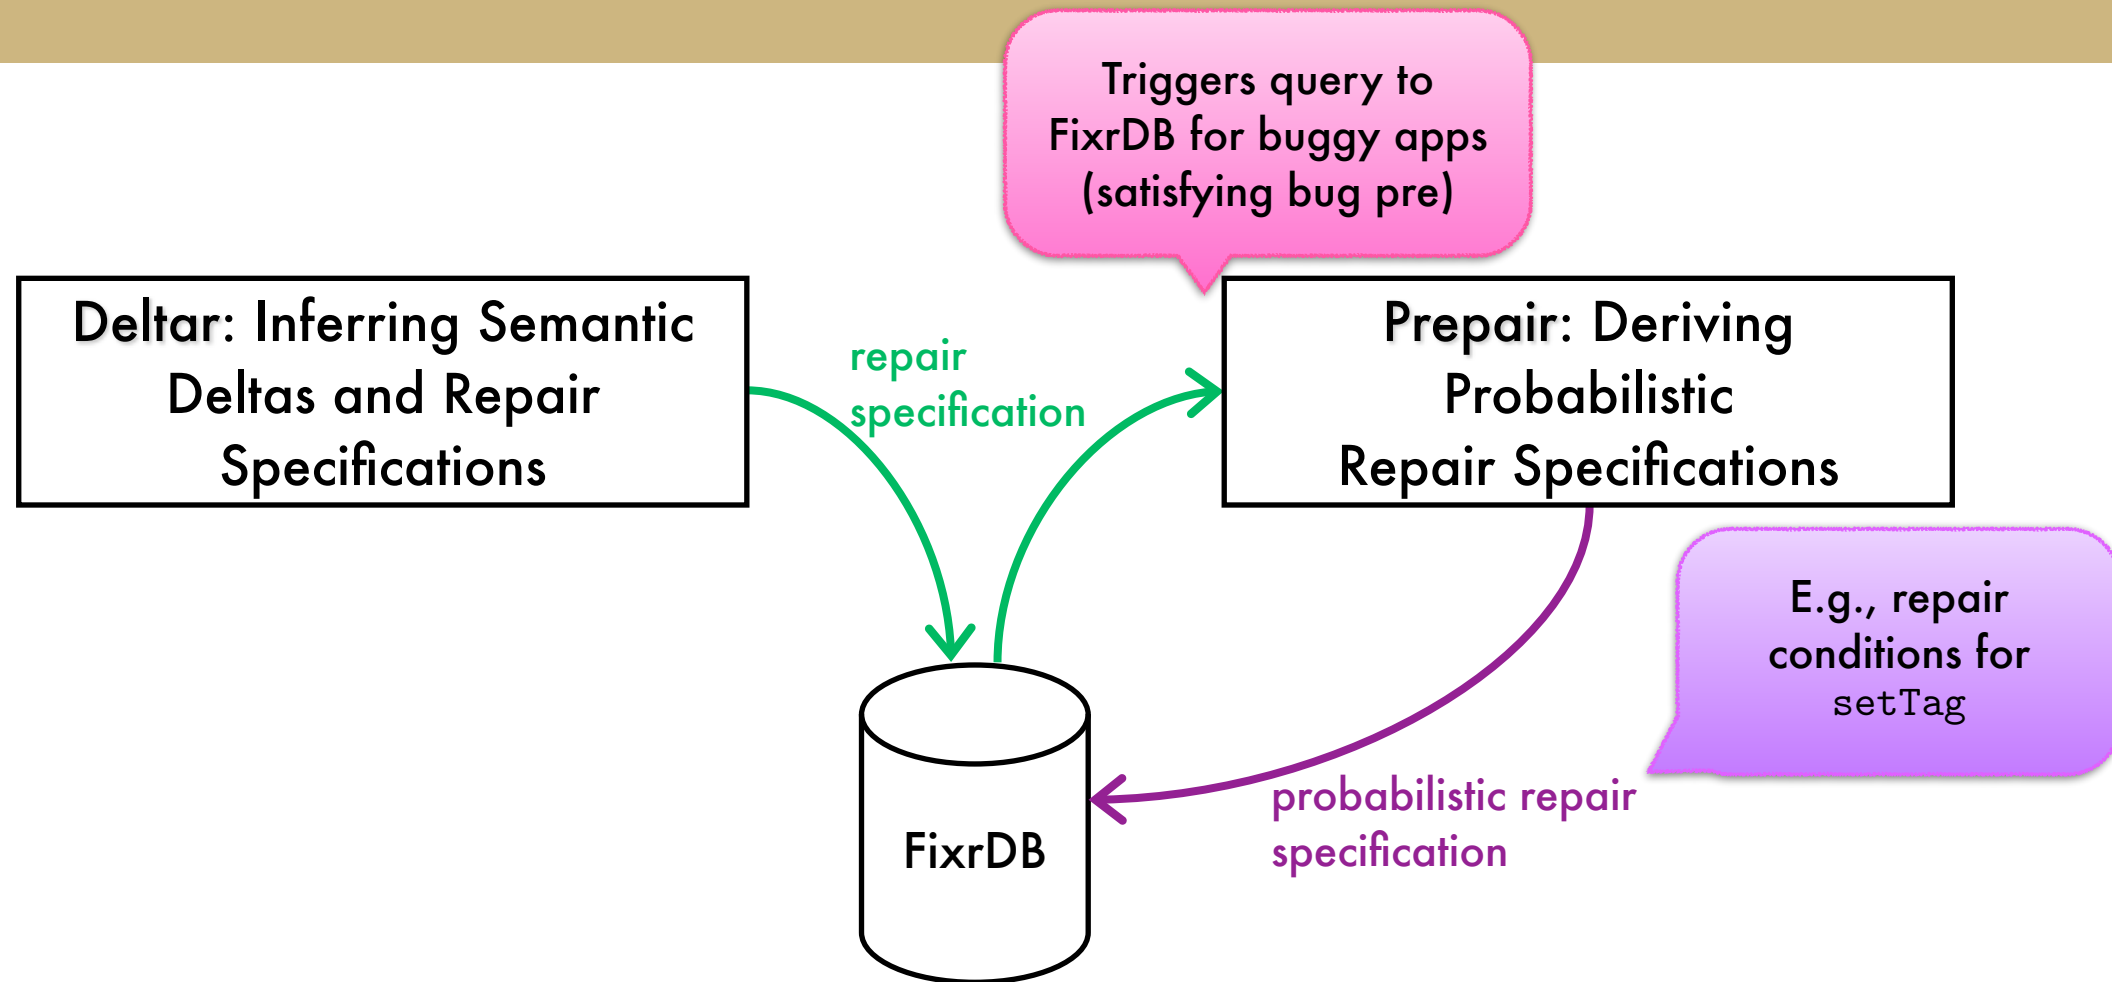 Triggers query to
FixrDB for buggy apps
(satisfying bug pre)
Deltar: Inferring Semantic
Deltas and Repair
Specifications
repair
specification
Prepair: Deriving
Probabilistic
Repair Specifications
E.g., repair
conditions for
setTag
probabilistic repair
specification
FixrDB